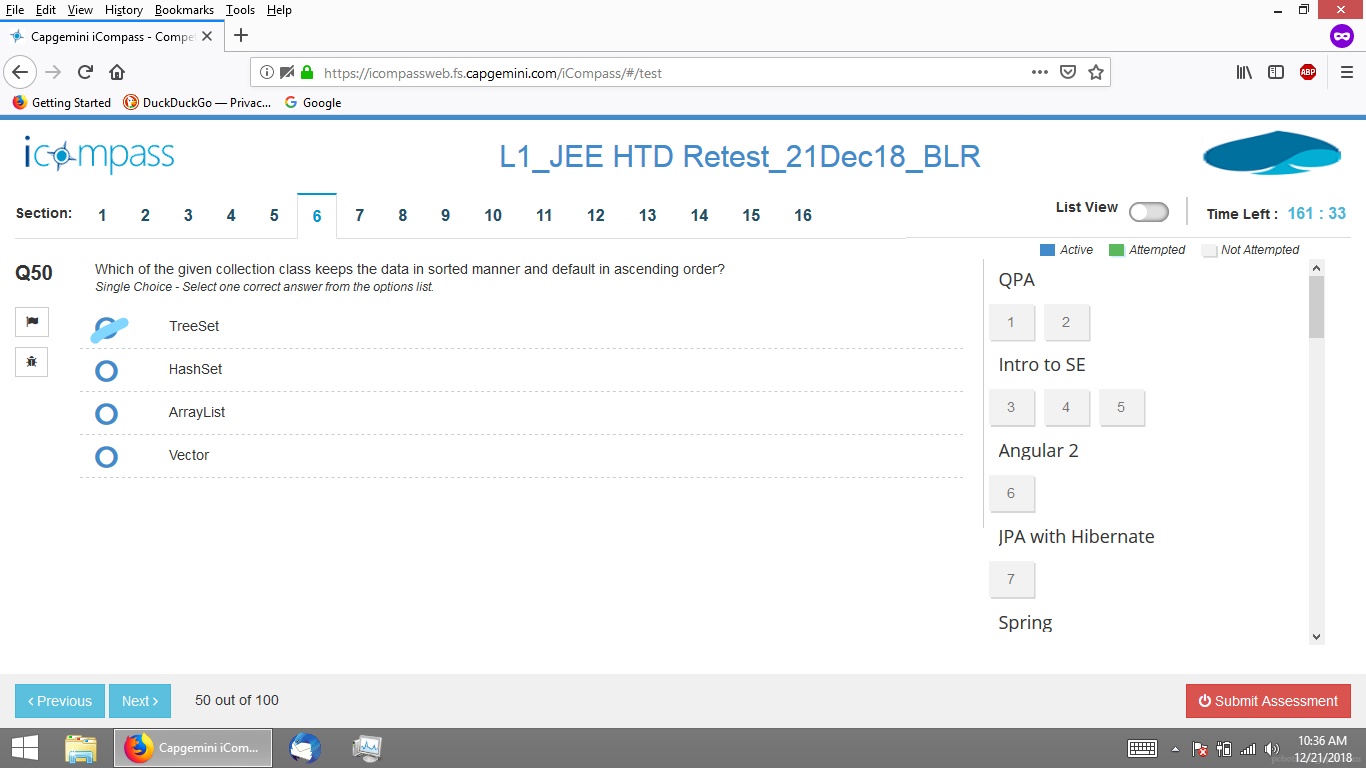 File Edit View History Bookmarks Tools Help
Capgemini iCompass - Compe
https://icompassweb.fs.capgemini.com/iCompass/#/test
ABP
Getting Started DuckDuckGo — Privac... Google
icompass
L1_JEE HTD Retest_21Dec18_BLR
Section: 1 2 3 4 5 6 7 8 9 10 11 12 13 14 15 16
List View
Time Left : 161 : 33
Active Attempted Not Attempted
Q50
Which of the given collection class keeps the data in sorted manner and default in ascending order?
Single Choice - Select one correct answer from the options list.
TreeSet
HashSet
ArrayList
Vector
QPA
1 2
Intro to SE
3 4 5
Angular 2
6
JPA with Hibernate
7
Spring
< Previous
Next >
50 out of 100
Submit Assessment
Capgemini iCom...
10:36 AM
12/21/2018